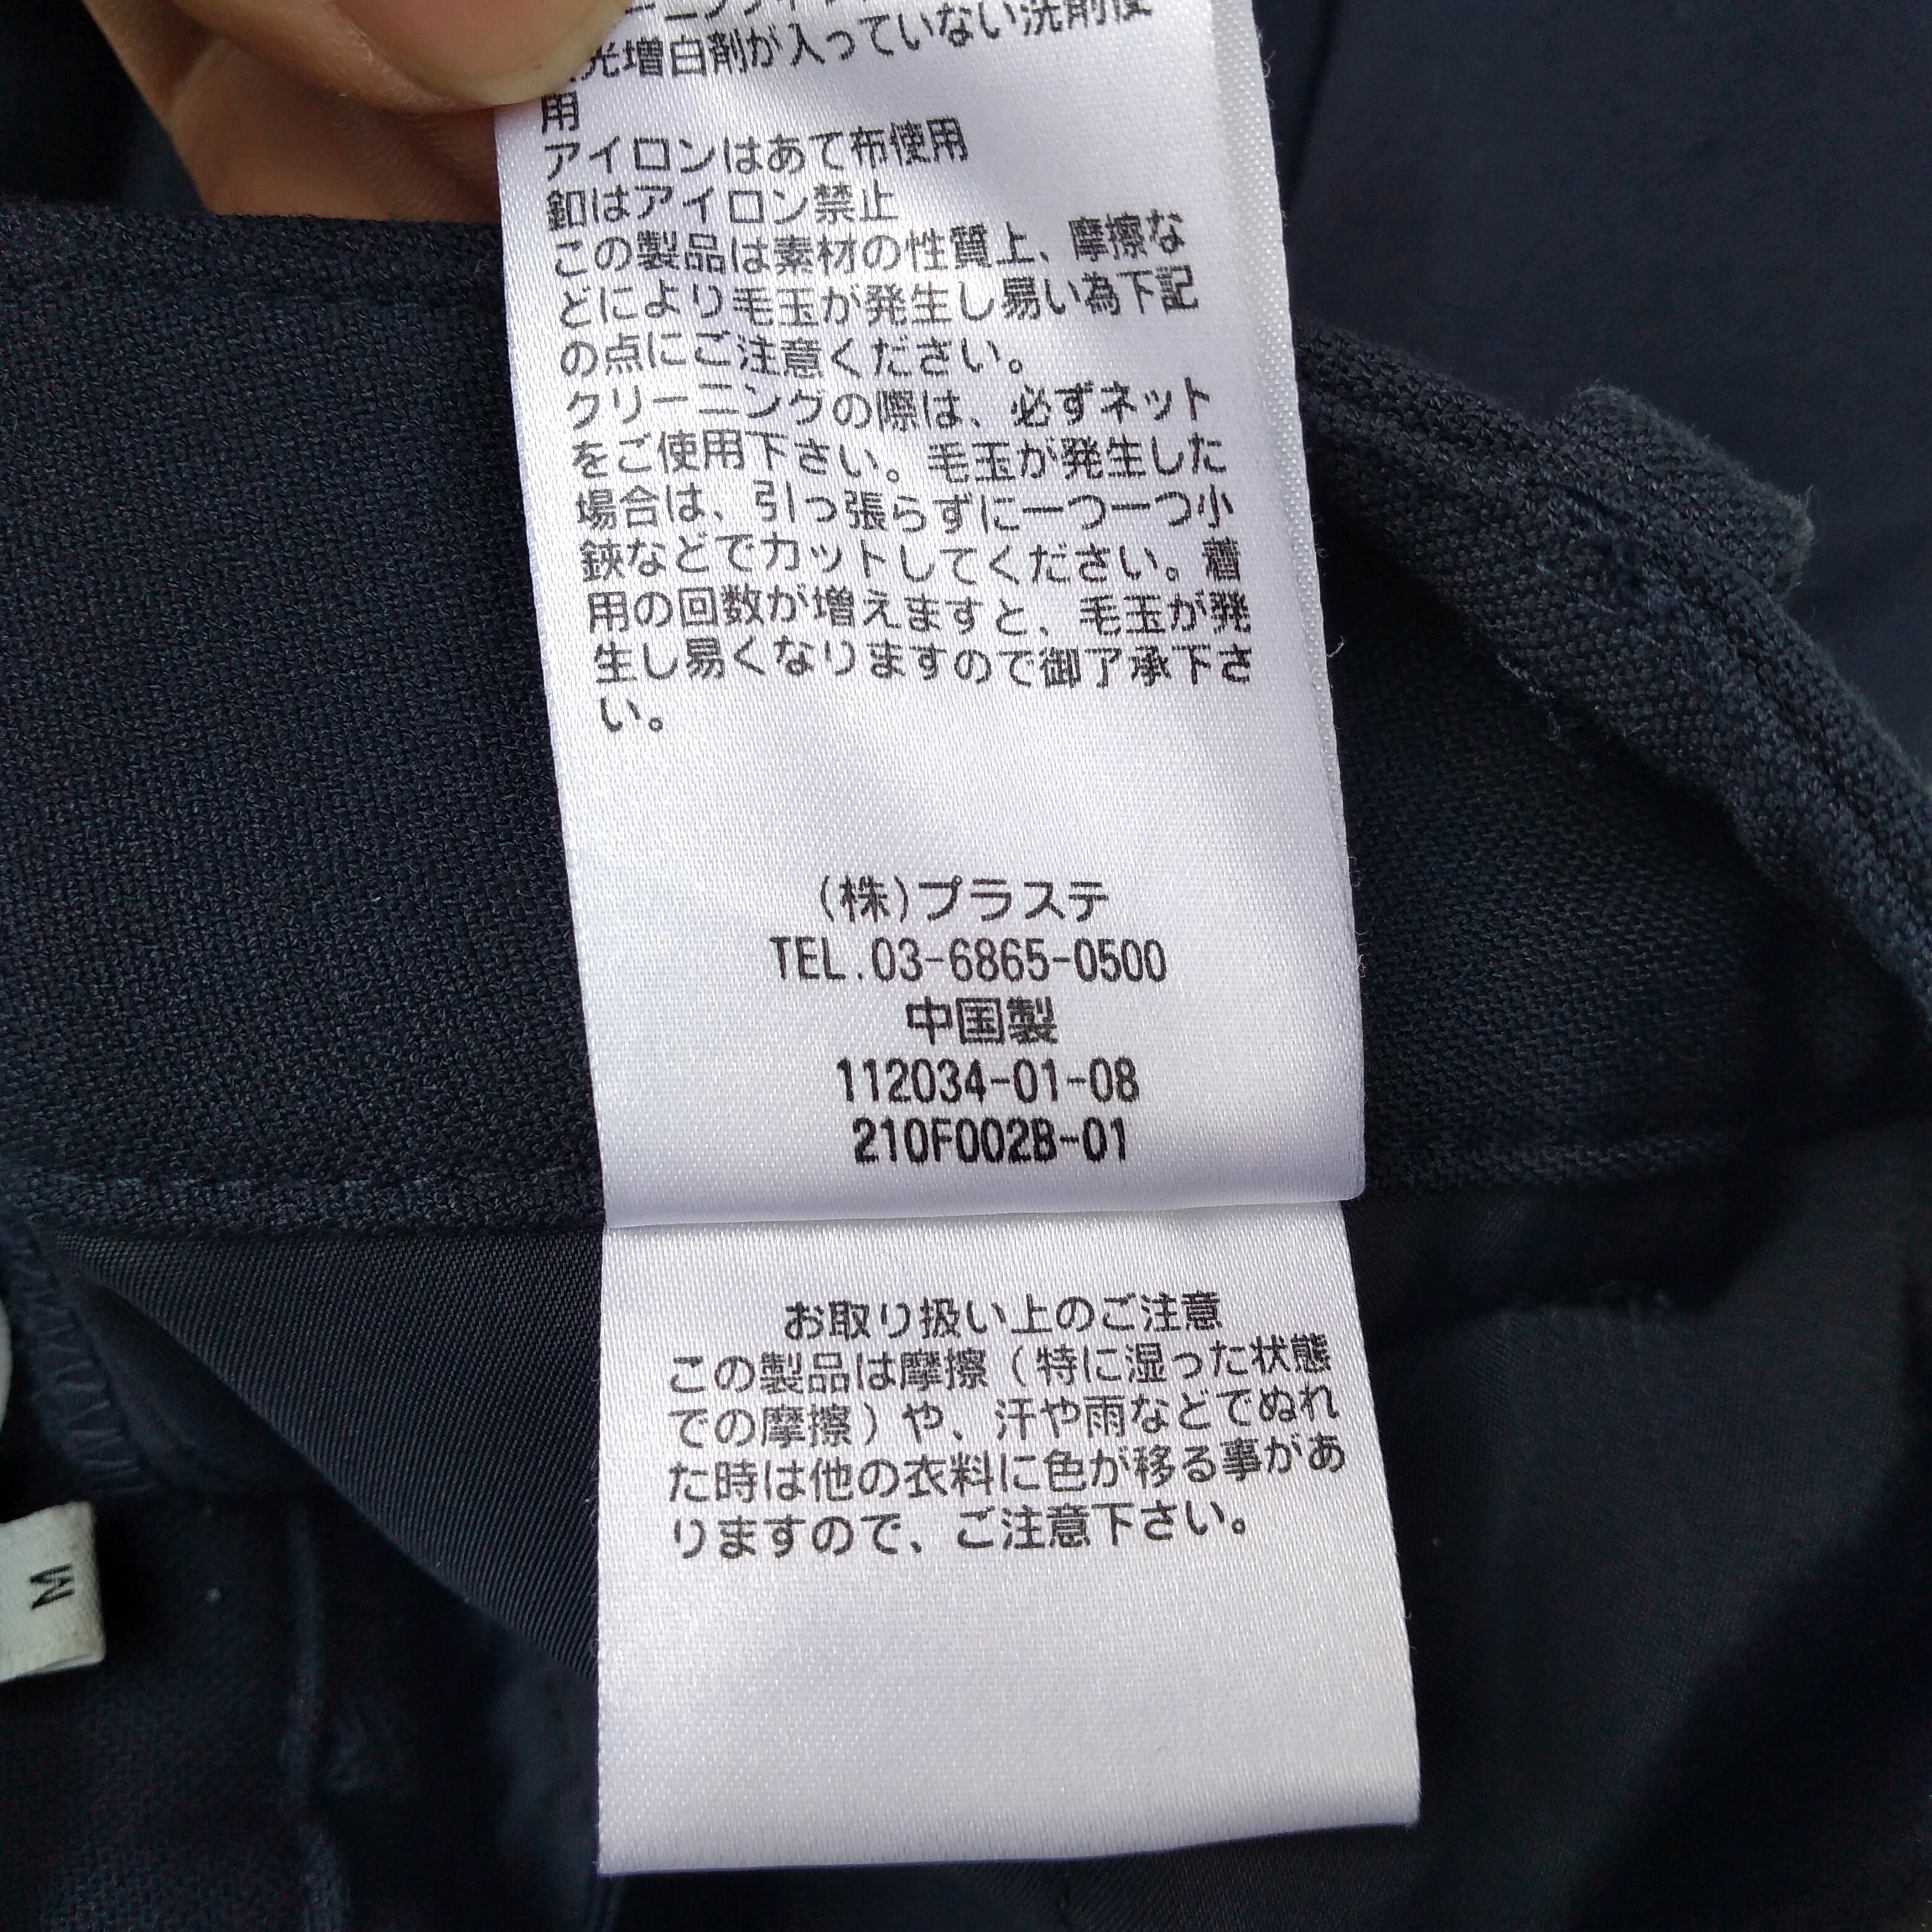 光増白剤が入っていない洗剤使
用
アイロンはあて布使用
釦はアイロン禁止
この製品は素材の性質上、摩擦な
どにより毛玉が発生し易い為下記
の点にご注意ください。
クリーニングの際は、必ずネット
をご使用下さい。毛玉が発生した
場合は、引っ張らずに一つ一つ小
鋏などでカットしてください。着
用の回数が増えますと、毛玉が発
生し易くなりますので御了承下さ
い。
(株)プラステ
TEL.03-6865-0500
中国製
112034-01-08
210F002B-01
お取り扱い上のご注意
この製品は摩擦（特に湿った状態
での摩擦）や、汗や雨などでぬれ
た時は他の衣料に色が移る事があ
りますので、ご注意下さい。
M